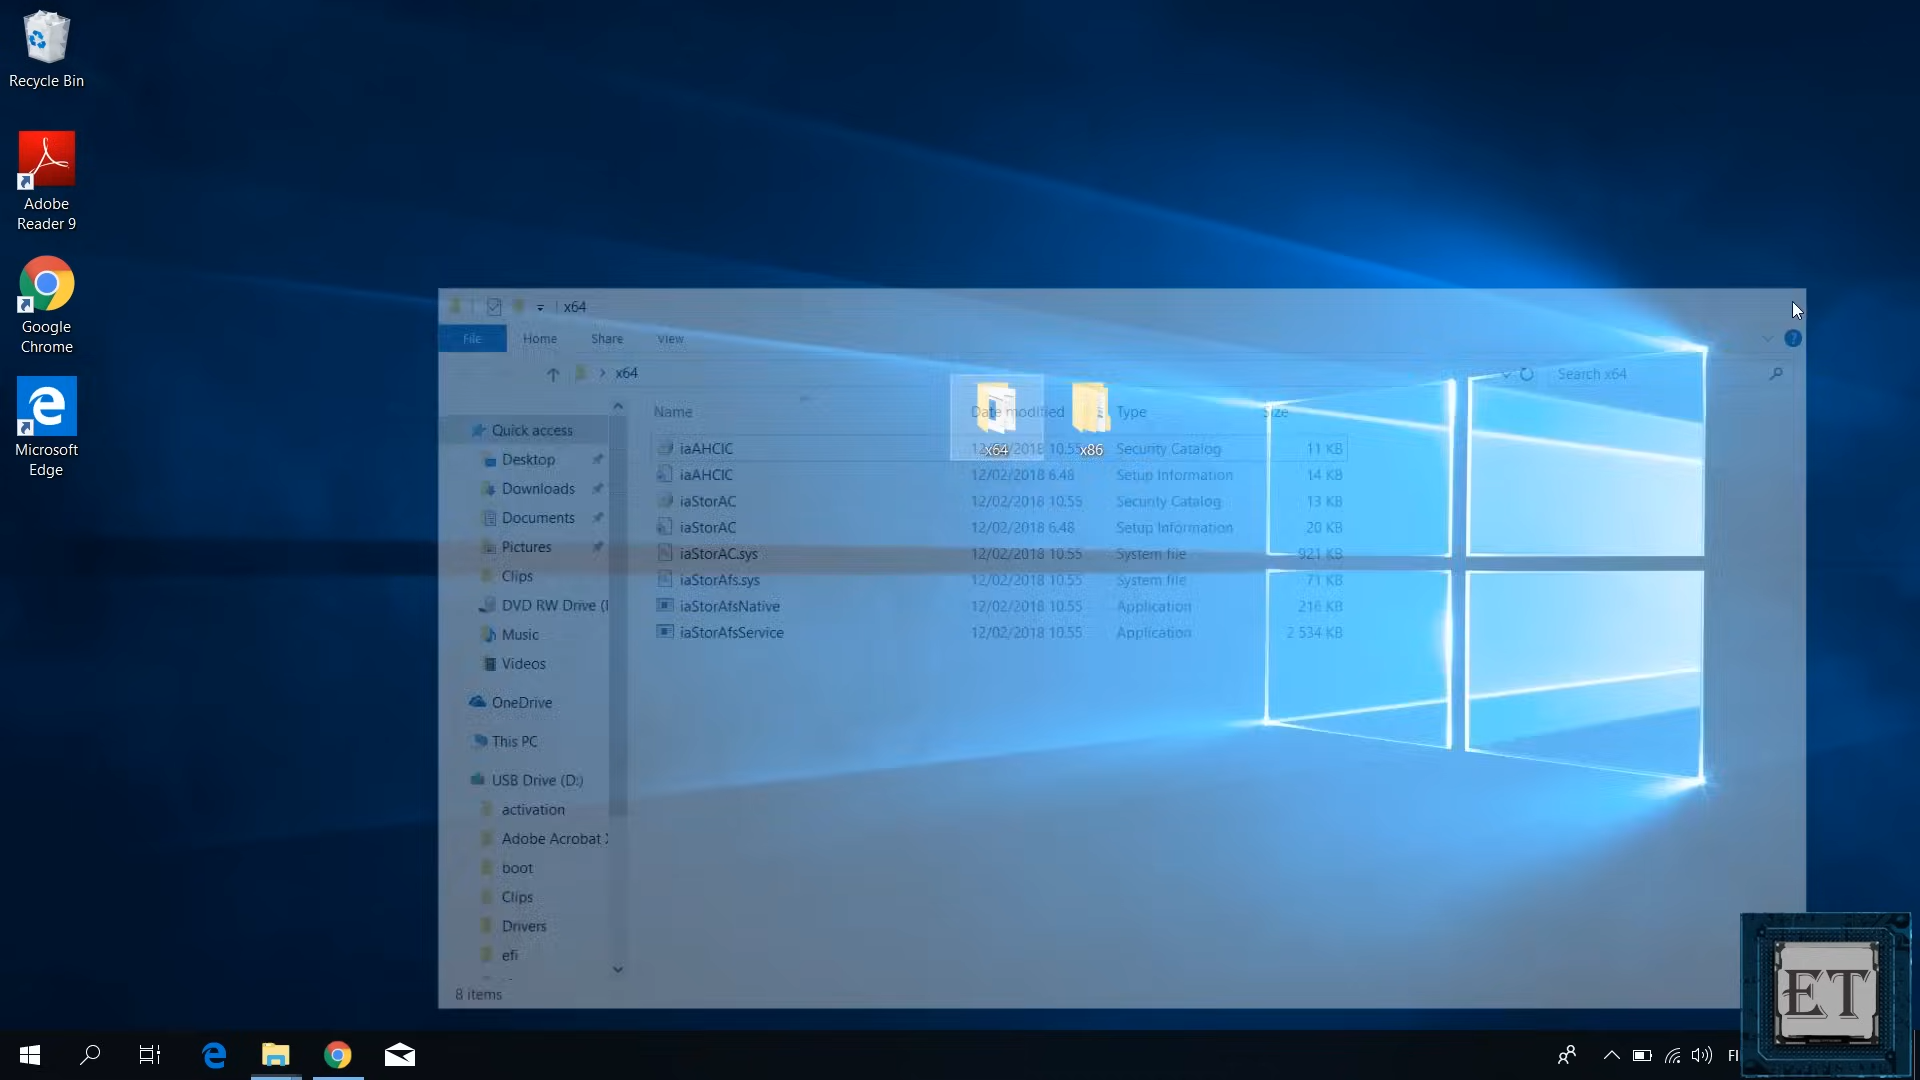 Recycle Bin
Adobe
Reader 9
Google
Chrome
Microsoft
Edge
x64
File Home Share View
x64
Search x64
Name Date modified Type Size
Quick access
Desktop
Downloads
Documents
Pictures
Clips
DVD RW Drive (
Music
Videos
OneDrive
This PC
USB Drive (D:)
activation
Adobe Acrobat
boot
Clips
Drivers
efi
iaAHCIC 12/02/2018 10.55 Security Catalog 11 KB
iaAHCIC 12/02/2018 6.48 Setup Information 14 KB
iaStorAC 12/02/2018 10.55 Security Catalog 13 KB
iaStorAC 12/02/2018 6.48 Setup Information 20 KB
iaStorAC.sys 12/02/2018 10.55 System file 921 KB
iaStorAfs.sys 12/02/2018 10.55 System file 71 KB
iaStorAfsNative 12/02/2018 10.55 Application 216 KB
iaStorAfsService 12/02/2018 10.55 Application 2 534 KB
x64
x86
8 items
FI
ET